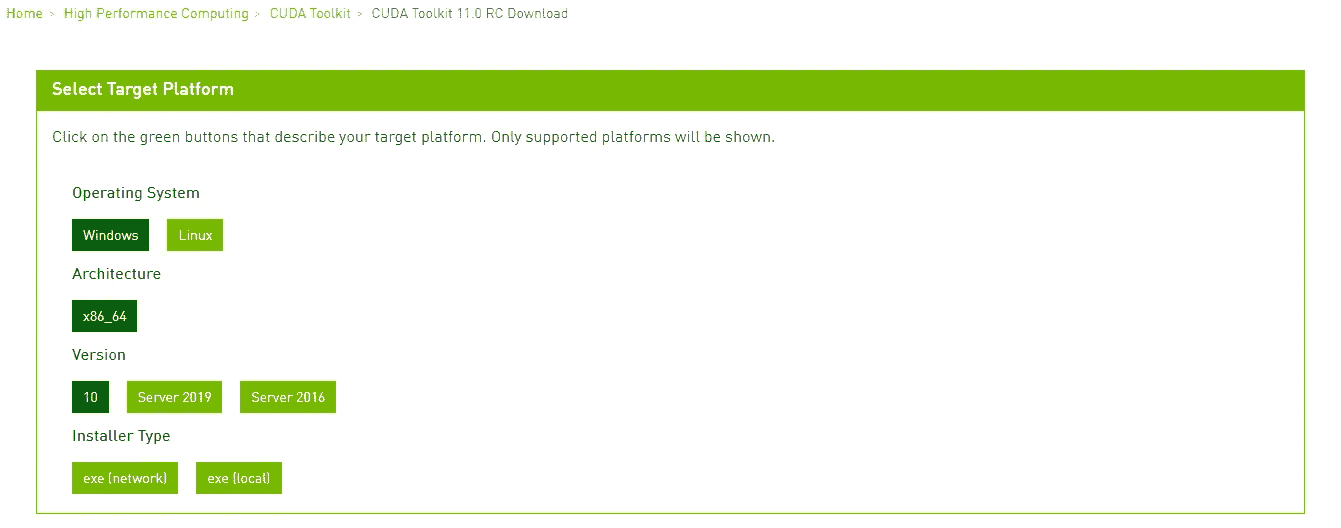 Home > High Performance Computing > CUDA Toolkit > CUDA Toolkit 11.0 RC Download
Select Target Platform
Click on the green buttons that describe your target platform. Only supported platforms will be shown.
Operating System
Windows Linux
Architecture
x86_64
Version
10 Server 2019 Server 2016
Installer Type
exe (network) exe (local)